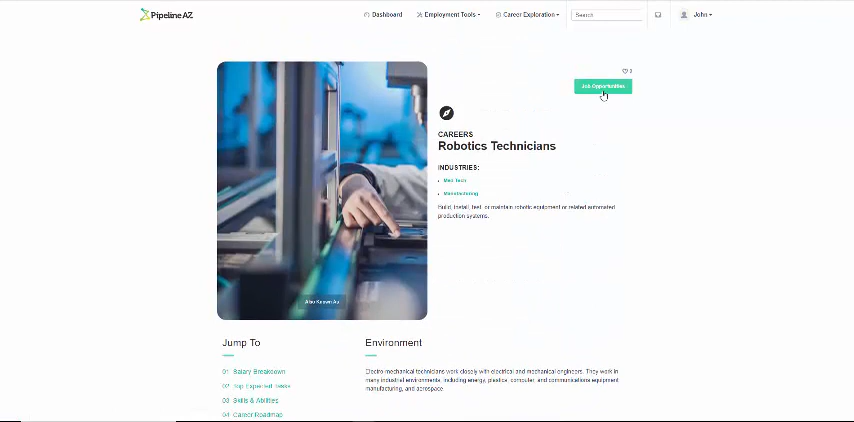 Pipeline AZ
Dashboard
Employment Tools
Career Exploration
Search
John
Job Opportunities
CAREERS
Robotics Technicians
INDUSTRIES:
Med Tech
Manufacturing
Build, install, test, or maintain robotic equipment or related automated
production systems.
Also Known As
Jump To
01 Salary Breakdown
02 Top Expected Tasks
03 Skills & Abilities
04 Career Roadmap
Environment
Electro-mechanical technicians work closely with electrical and mechanical engineers. They work in
many industrial environments, including energy, plastics, computer, and communications equipment
manufacturing, and aerospace.